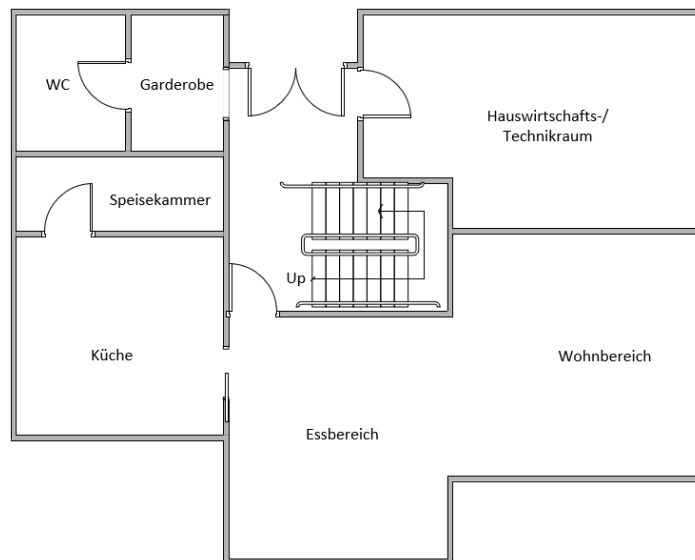 WC
Garderobe
Hauswirtschafts-/
Technikraum
Speisekammer
Up
Küche
Wohnbereich
Essbereich